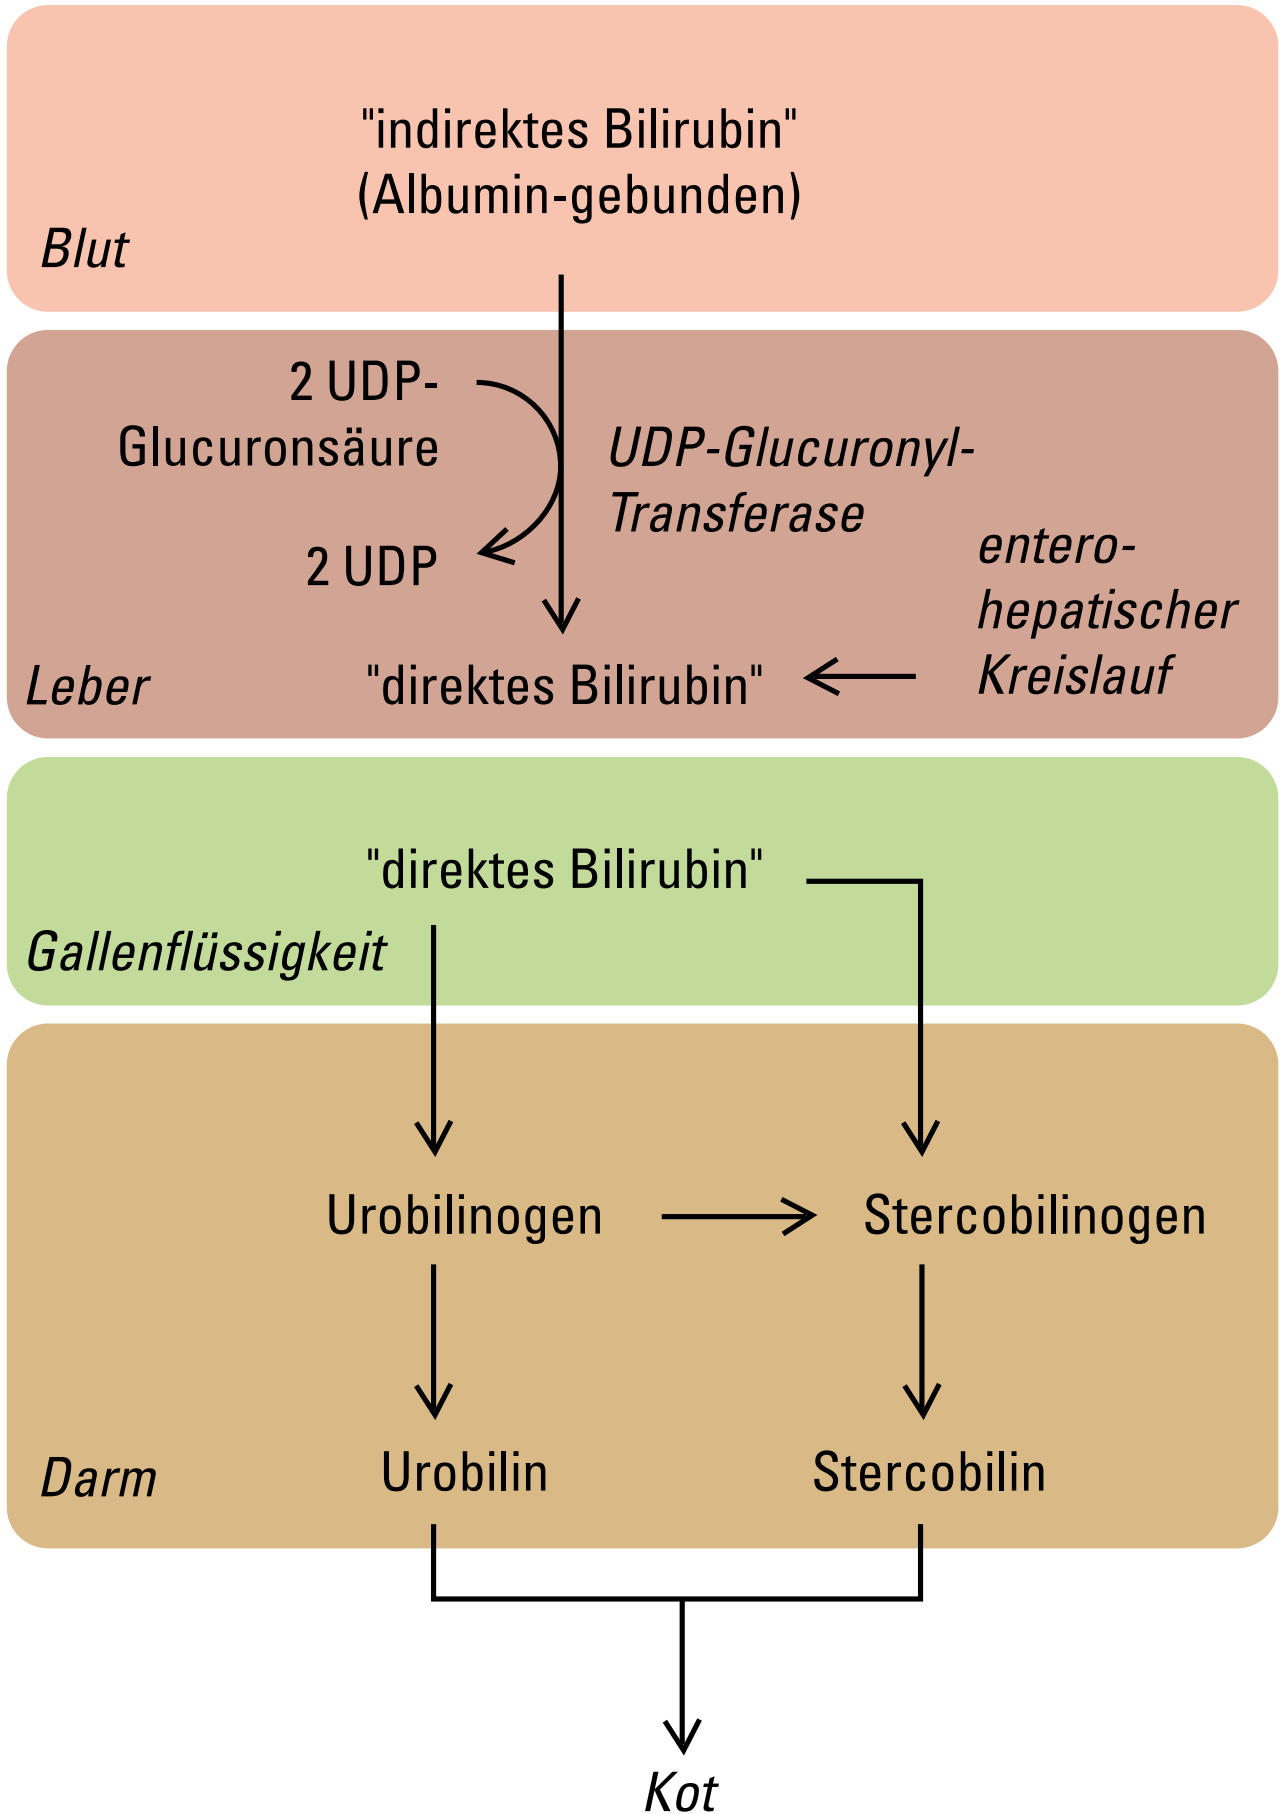 "indirektes Bilirubin"
(Albumin-gebunden)
Blut
2 UDP-
Glucuronsäure
UDP-Glucuronyl-
Transferase
2 UDP
entero-
hepatischer
Kreislauf
Leber
"direktes Bilirubin"
"direktes Bilirubin"
Gallenflüssigkeit
Urobilinogen
Stercobilinogen
Darm
Urobilin
Stercobilin
Kot